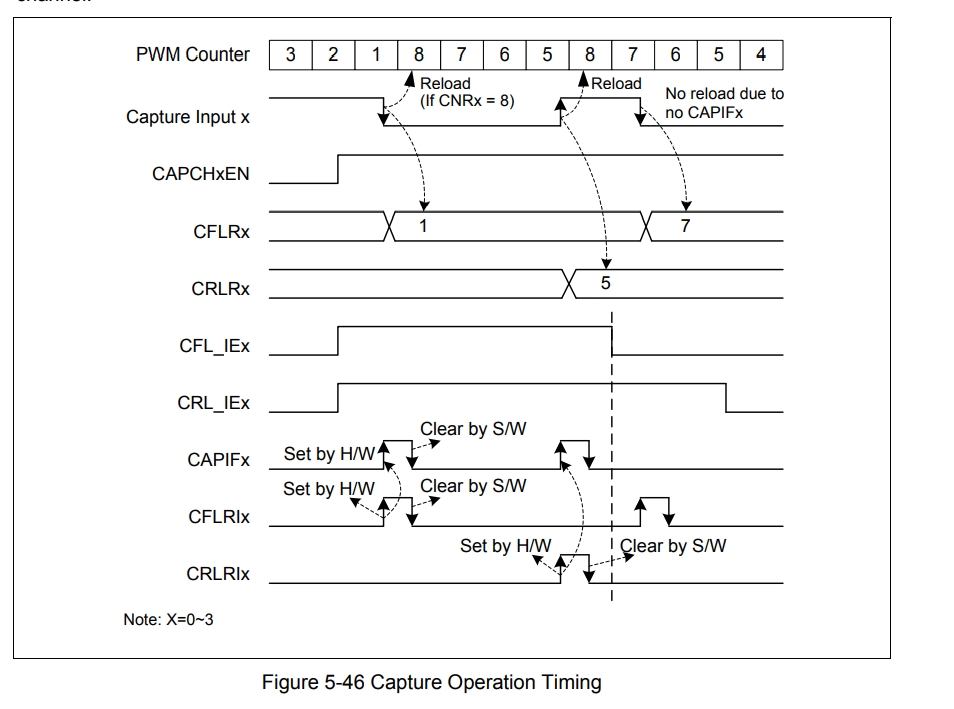 PWM Counter 3 2 1 8 7 6 5 8 7 6 5 4
Reload
(If CNRx = 8)
Reload
No reload due to
no CAPIFx
Capture Input x
CAPCHxEN
CFLRx 1 7
CRLRx 5
CFL_IEx
CRL_IEx
Clear by S/W
CAPIFx Set by H/W
Set by H/W Clear by S/W
CFLRIx
Set by H/W Clear by S/W
CRLRIx
Note: X=0~3
Figure 5-46 Capture Operation Timing